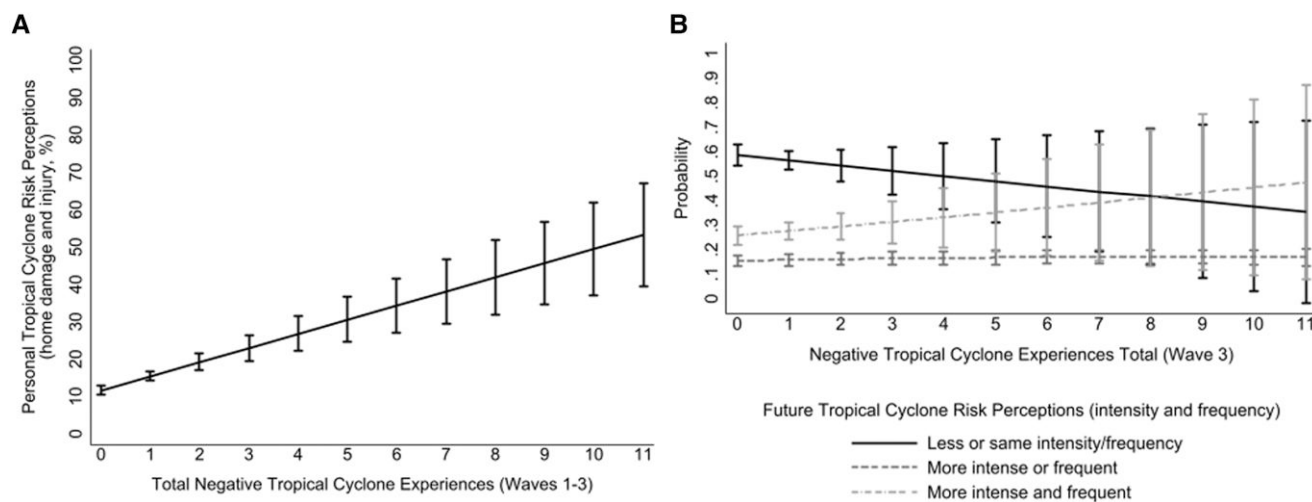 A
Personal Tropical Cyclone Risk Perceptions
(home damage and injury, %)
100
90
80
70
60
50
40
30
20
10
0
0 1 2 3 4 5 6 7 8 9 10 11
Total Negative Tropical Cyclone Experiences (Waves 1-3)
B
Probability
1
.9
.8
.7
.6
.5
.4
.3
.2
.1
0
0 1 2 3 4 5 6 7 8 9 10 11
Negative Tropical Cyclone Experiences Total (Wave 3)
Future Tropical Cyclone Risk Perceptions (intensity and frequency)
Less or same intensity/frequency
More intense or frequent
More intense and frequent